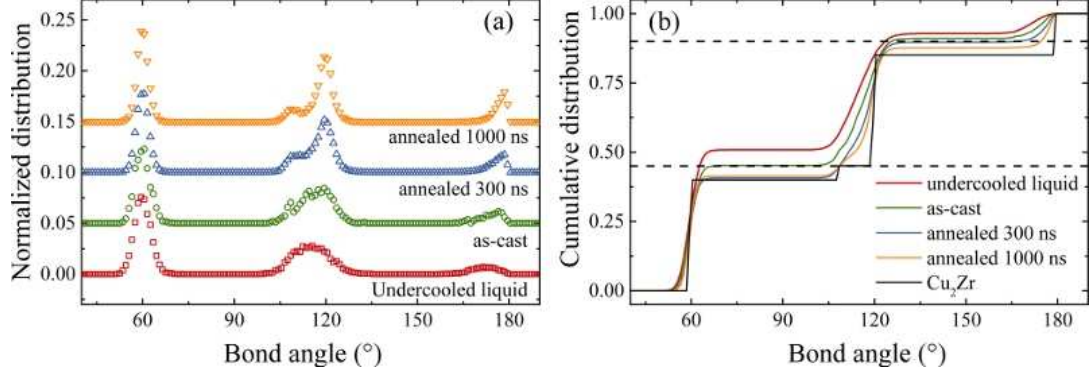 (a)
Normalized distribution
0.25
0.20
0.15
0.10
0.05
0.00
annealed 1000 ns
annealed 300 ns
as-cast
Undercooled liquid
60
90
120
150
180
Bond angle (°)
(b)
Cumulative distribution
1.00
0.75
0.50
0.25
0.00
undercooled liquid
as-cast
annealed 300 ns
annealed 1000 ns
Cu₂Zr
60
90
120
150
180
Bond angle (°)